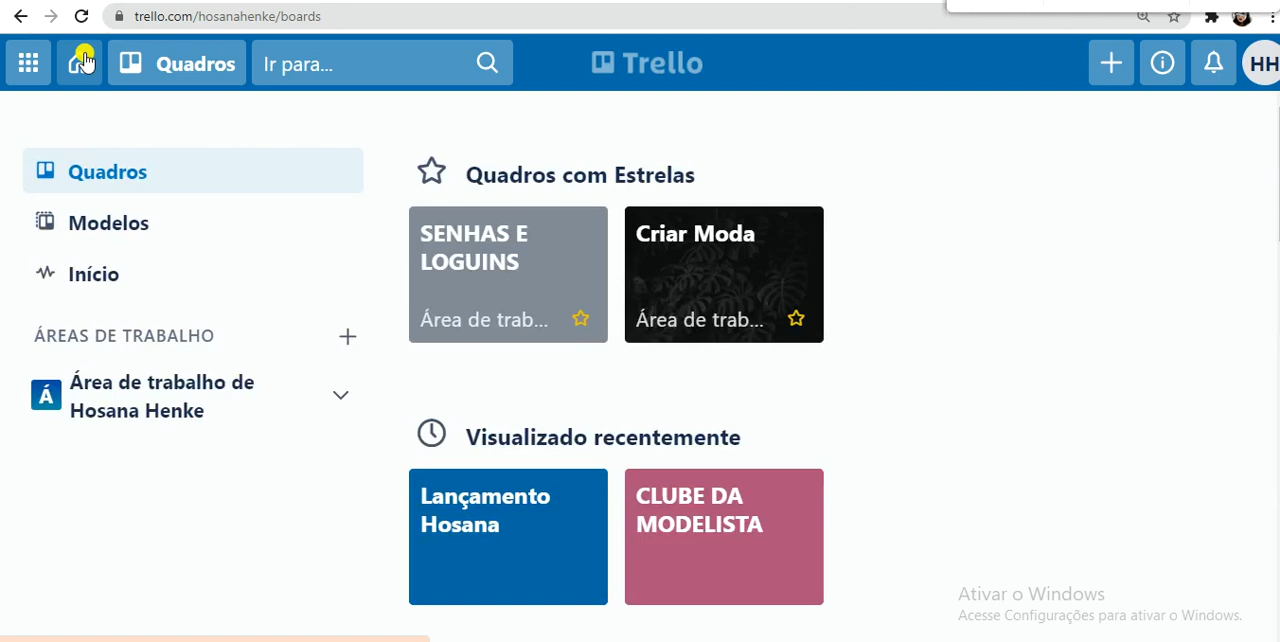 trello.com/hosanahenke/boards
Quadros
Ir para...
Trello
HH
Quadros
Modelos
Início
ÁREAS DE TRABALHO
Á
Área de trabalho de
Hosana Henke
Quadros com Estrelas
SENHAS E
LOGUINS
Área de trab...
Criar Moda
Área de trab...
Visualizado recentemente
Lançamento
Hosana
CLUBE DA
MODELISTA
Ativar o Windows
Acesse Configurações para ativar o Windows.